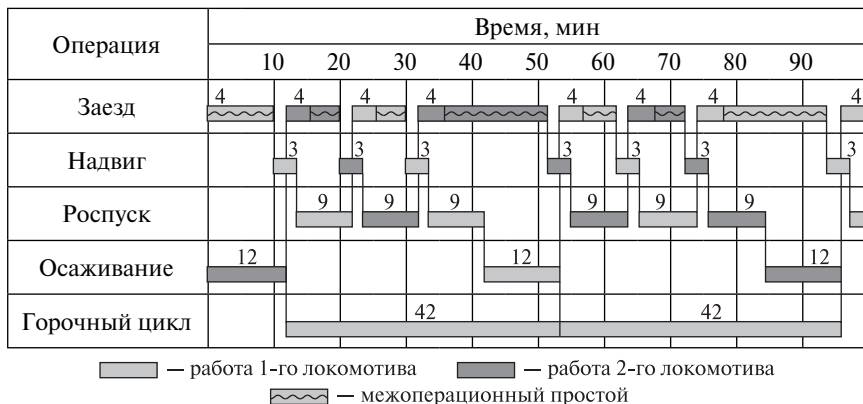 Операция
Время, мин
10 20 30 40 50 60 70 80 90
Заезд
4 4 4 4 4 4 4 4
Надвиг
3 3 3 3 3 3 3
Роспуск
9 9 9 9 9 9
Осаживание
12 12 12
Горочный цикл
42 42
— работа 1-го локомотива — работа 2-го локомотива
— межоперационный простой